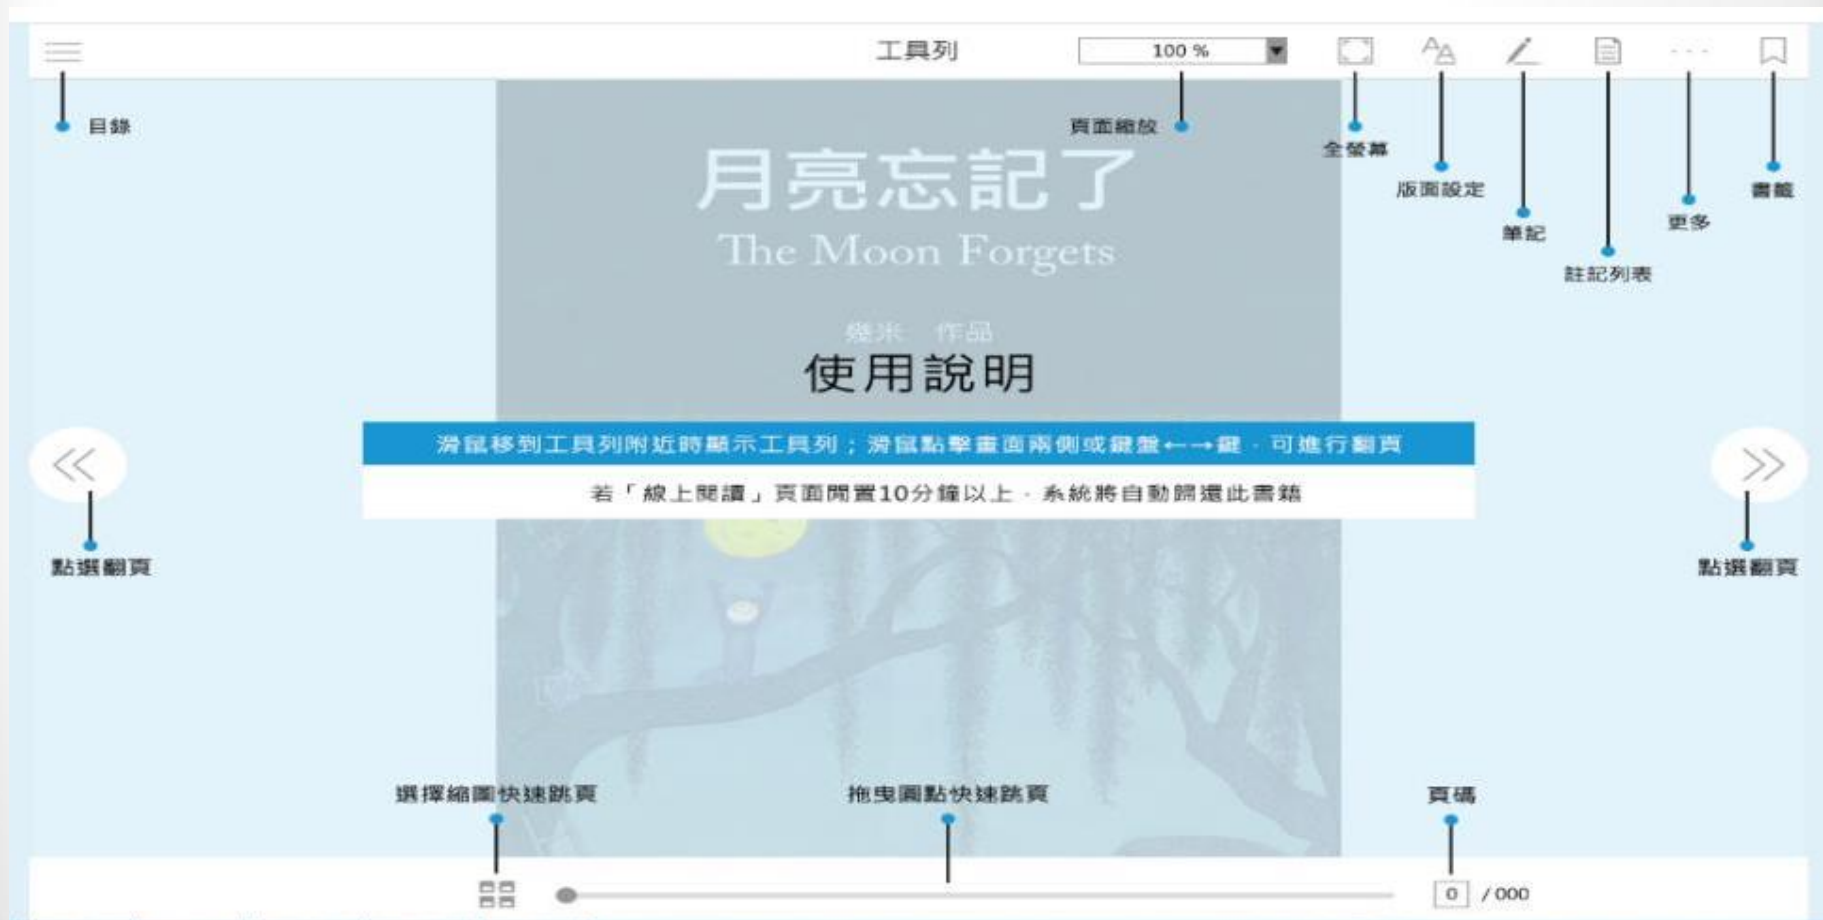 工具列
100 %
目錄
頁面縮放
全螢幕
版面設定
筆記
註記列表
更多
書籤
月亮忘記了
The Moon Forgets
幾米 作品
使用說明
滑鼠移到工具列附近時顯示工具列；滑鼠點擊畫面兩側或鍵盤←→鍵，可進行翻頁
若「線上閱讀」頁面閒置10分鐘以上，系統將自動歸還此書籍
點選翻頁
點選翻頁
選擇縮圖快速跳頁
拖曳圓點快速跳頁
頁碼
0 / 000